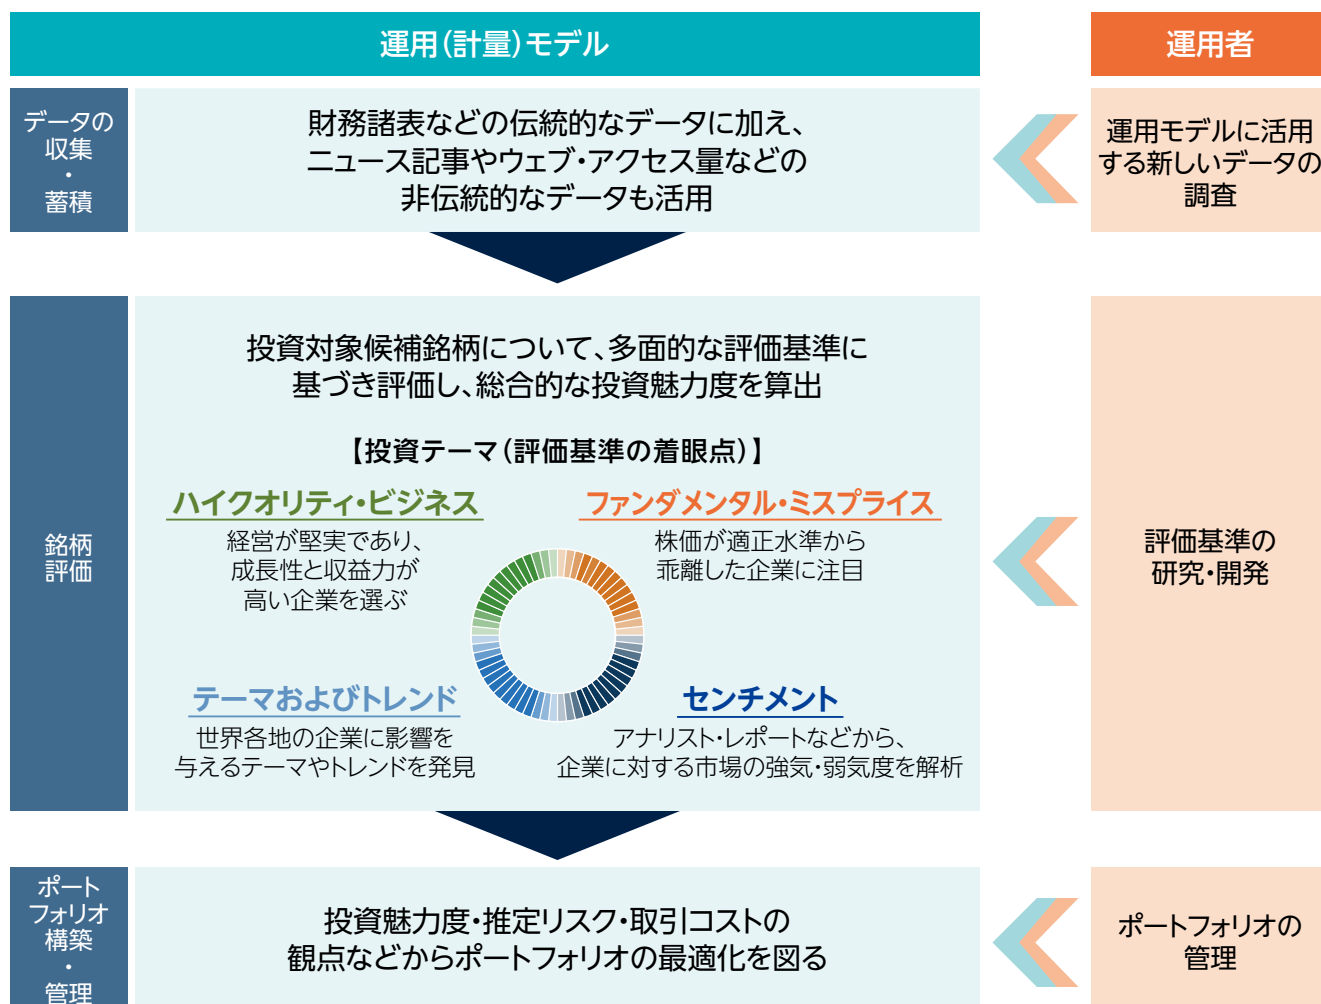 運用(計量)モデル
運用者
データの
収集
・
蓄積
財務諸表などの伝統的なデータに加え、
ニュース記事やウェブ・アクセス量などの
非伝統的なデータも活用
運用モデルに活用
する新しいデータの
調査
銘柄
評価
投資対象候補銘柄について、多面的な評価基準に
基づき評価し、総合的な投資魅力度を算出
【投資テーマ(評価基準の着眼点)】
ハイクオリティ・ビジネス
経営が堅実であり、
成長性と収益力が
高い企業を選ぶ
ファンダメンタル・ミスプライス
株価が適正水準から
乖離した企業に注目
テーマおよびトレンド
世界各地の企業に影響を
与えるテーマやトレンドを発見
センチメント
アナリスト・レポートなどから、
企業に対する市場の強気・弱気度を解析
評価基準の
研究・開発
ポート
フォリオ
構築
・
管理
投資魅力度・推定リスク・取引コストの
観点などからポートフォリオの最適化を図る
ポートフォリオの
管理